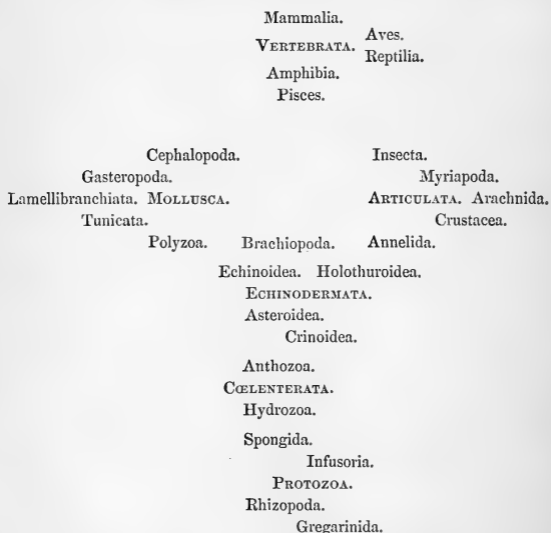 Mammalia.
Aves.
VERTEBRATA.
Reptilia.
Amphibia.
Pisces.
Cephalopoda. Insecta.
Gasteropoda. Myriapoda.
Lamellibranchiata. MOLLUSCA. ARTICULATA. Arachnida.
Tunicata. Crustacea.
Polyzoa. Brachiopoda. Annelida.
Echinoidea. Holothuroidea.
ECHINODERMATA.
Asteroidea.
Crinoidea.
Anthozoa.
CŒLENTERATA.
Hydrozoa.
Spongida.
Infusoria.
PROTOZOA.
Rhizopoda.
Gregarinida.